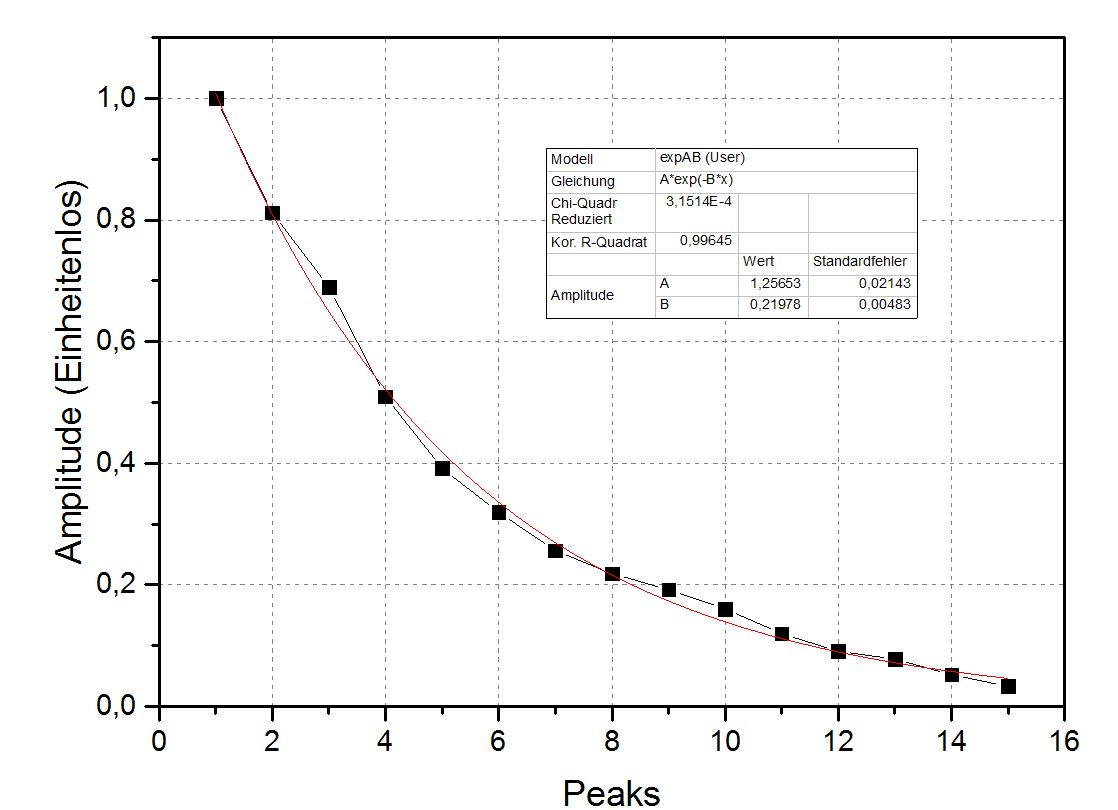 Amplitude (Einheitenlos)
1,0
0,8
0,6
0,4
0,2
0,0
Modell expAB (User)
Gleichung A*exp(-B*x)
Chi-Quadr Reduziert 3,1514E-4
Kor. R-Quadrat 0,99645
Wert Standardfehler
Amplitude A 1,25653 0,02143
B 0,21978 0,00483
0 2 4 6 8 10 12 14 16
Peaks